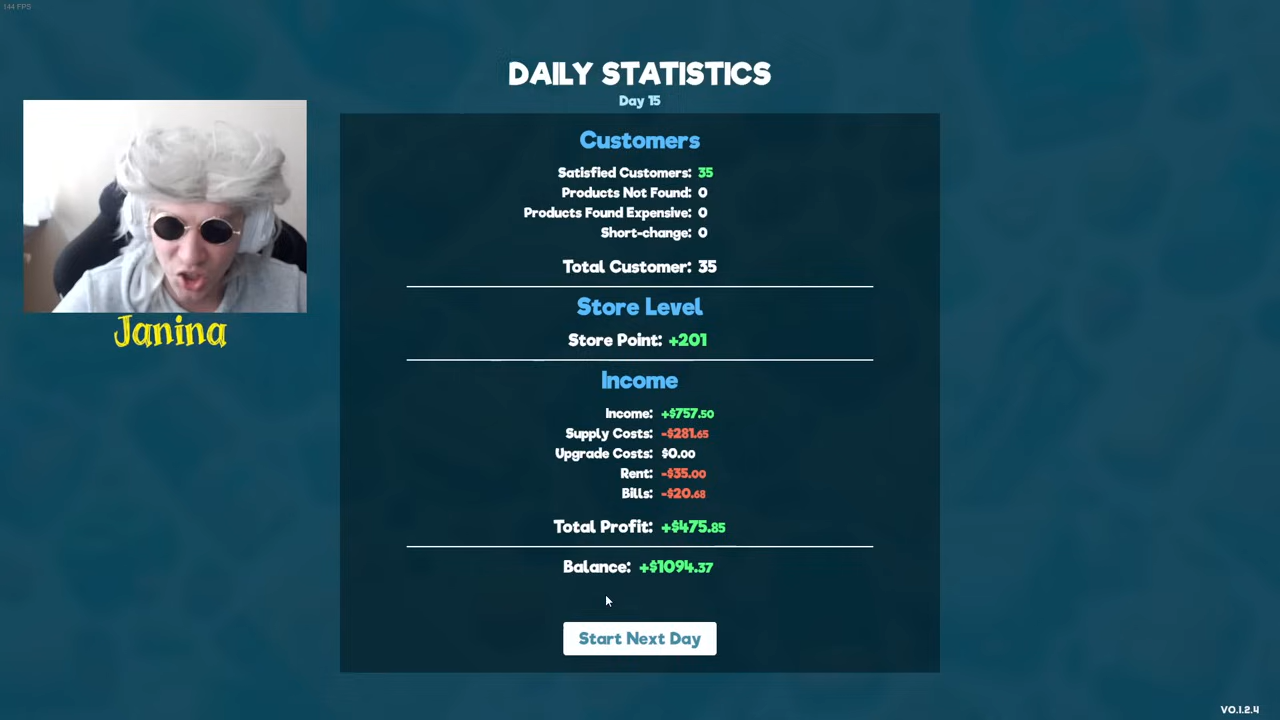 144 FPS
DAILY STATISTICS
Day 15
Customers
Satisfied Customers: 35
Products Not Found: 0
Products Found Expensive: 0
Short-change: 0
Total Customer: 35
Store Level
Store Point: +201
Income
Income: +$757.50
Supply Costs: -$281.65
Upgrade Costs: $0.00
Rent: -$35.00
Bills: -$20.68
Total Profit: +$475.85
Balance: +$1094.37
Start Next Day
Janina
V0.1.2.4